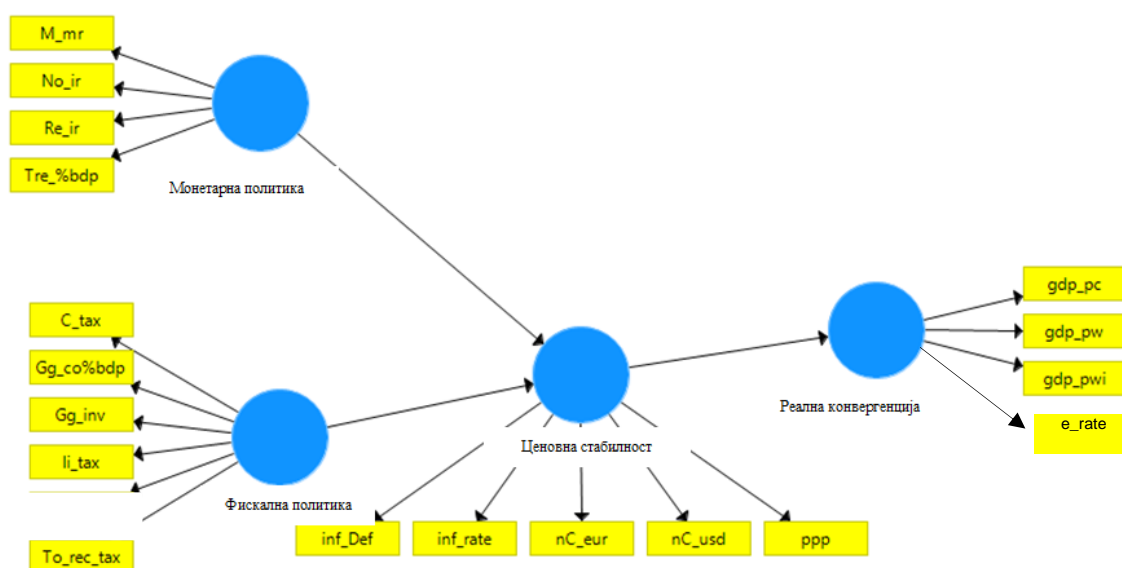 M_mr
No_ir
Re_ir
Tre_%bdp
Монетарна политика
C_tax
Gg_co%bdp
Gg_inv
Ii_tax
To_rec_tax
Фискална политика
Ценовна стабилност
inf_Def
inf_rate
nC_eur
nC_usd
ppp
Реална конвергенција
gdp_pc
gdp_pw
gdp_pwi
e_rate